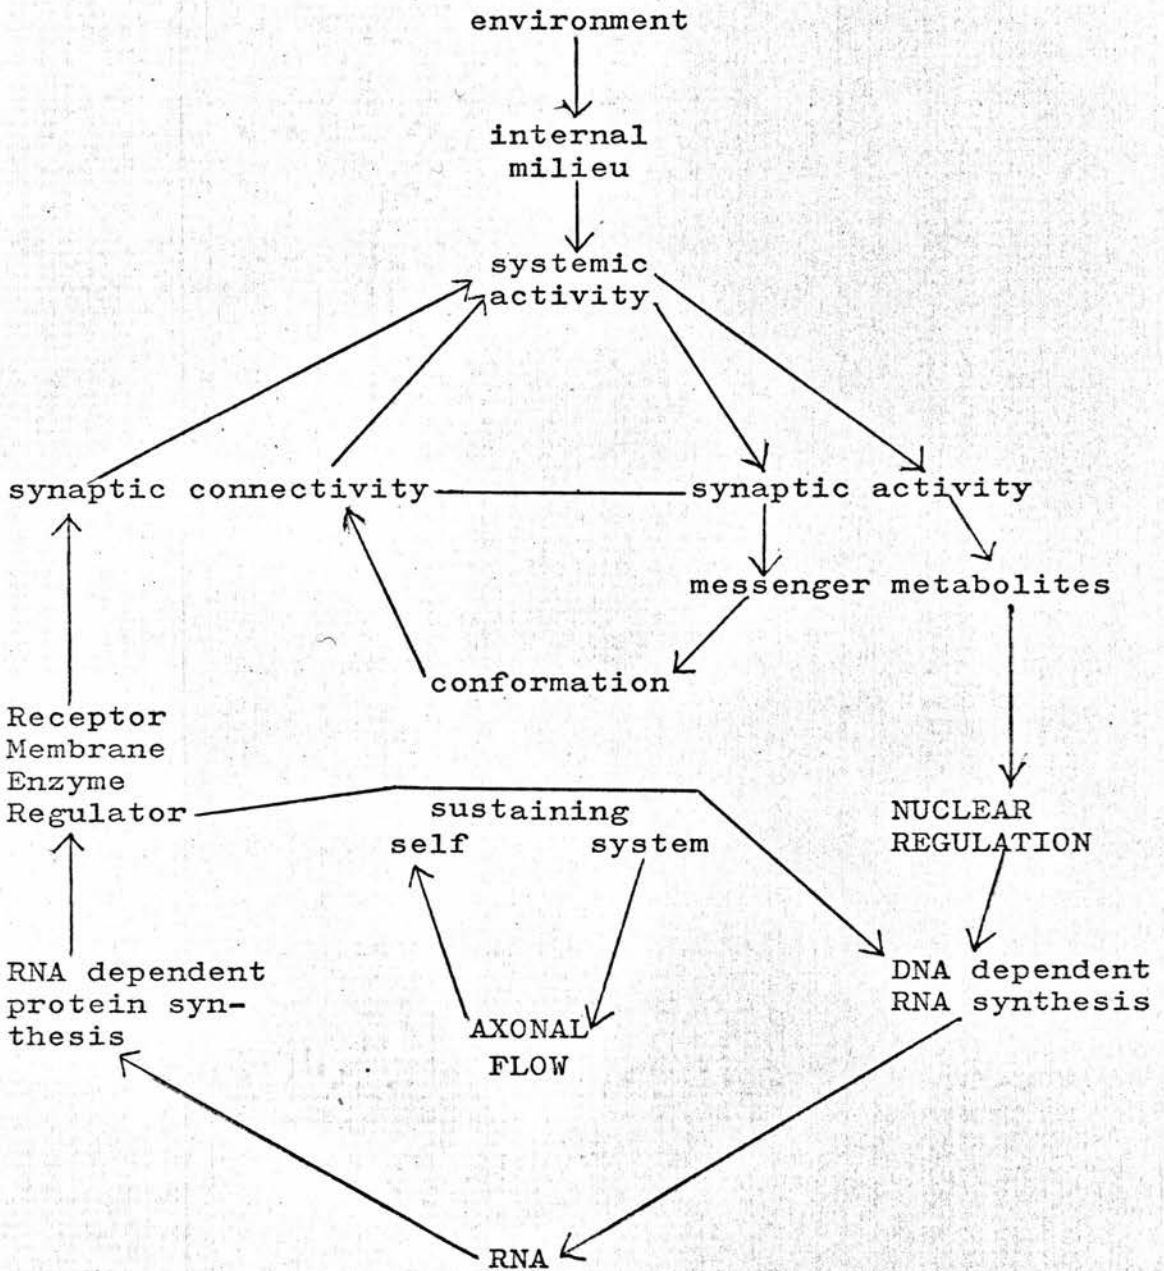 environment
internal
milieu
systemic
activity
synaptic connectivity
synaptic activity
messenger metabolites
conformation
Receptor
Membrane
Enzyme
Regulator
sustaining
self system
NUCLEAR
REGULATION
RNA dependent
protein syn-
thesis
AXONAL
FLOW
DNA dependent
RNA synthesis
RNA